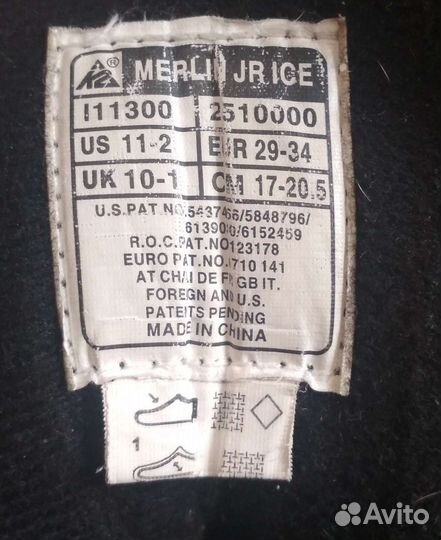 K2® MERLIN JR ICE
I11300 2510000
US 11-2 EUR 29-34
UK 10-1 CM 17-20.5
U.S.PAT.NO.5437466/5848796/
6139030/6152459
R.O.C.PAT.NO123178
EURO PAT.NO.0710 141
AT CH AI DE FR GB IT.
FOREGN AND U.S.
PATEITS PENDING
MADE IN CHINA
1
Avito